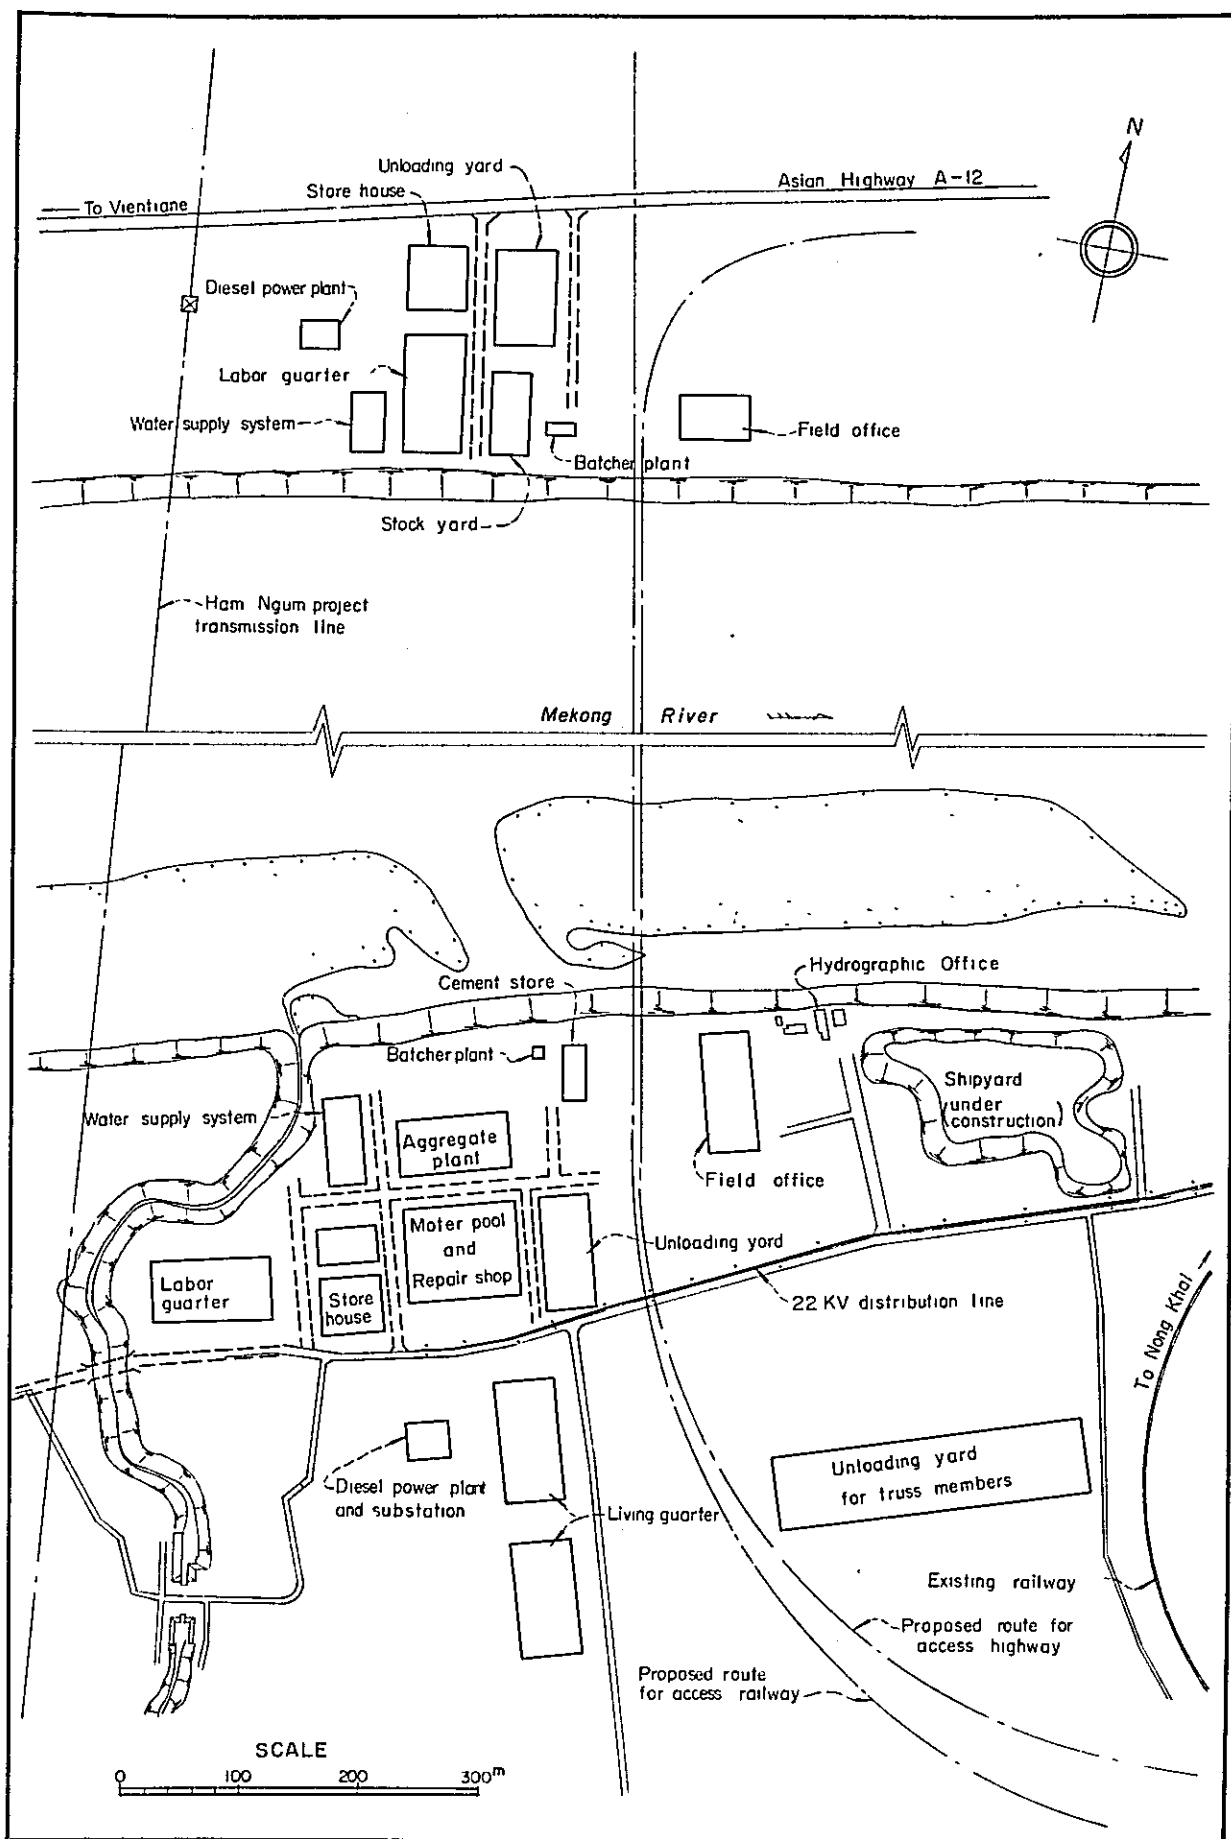 N
Unloading yard
Store house
Asian Highway A-12
To Vientiane
Diesel power plant
Labor quarter
Water supply system
Field office
Batcher plant
Stock yard
Ham Ngum project
transmission line
Mekong River
Hydrographic Office
Cement store
Batcher plant
Shipyard
(under
construction)
Water supply system
Aggregate
plant
Field office
Moter pool
and
Repair shop
Unloading yord
Labor
quarter
Store
house
22 KV distribution line
To Nong Khai
Unloading yard
for truss members
Diesel power plant
and substation
Living quarter
Existing railway
Proposed route for
access highway
Proposed route
for access railway
SCALE
0 100 200 300m